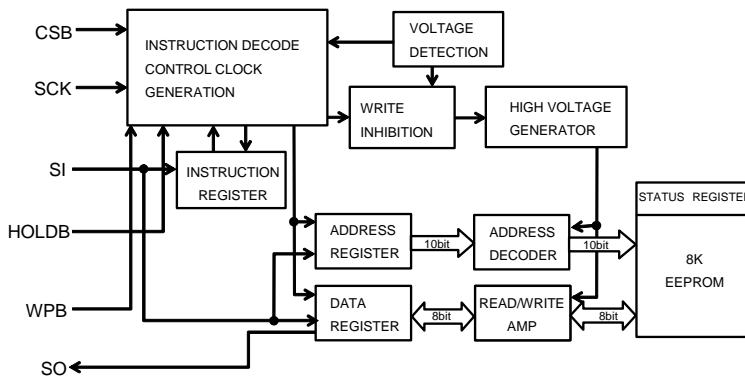 CSB
SCK
SI
HOLDB
WPB
SO
INSTRUCTION DECODE
CONTROL CLOCK
GENERATION
VOLTAGE
DETECTION
WRITE
INHIBITION
HIGH VOLTAGE
GENERATOR
INSTRUCTION
REGISTER
ADDRESS
REGISTER
10bit
ADDRESS
DECODER
10bit
DATA
REGISTER
8bit
READ/WRITE
AMP
8bit
STATUS REGISTER
8K
EEPROM